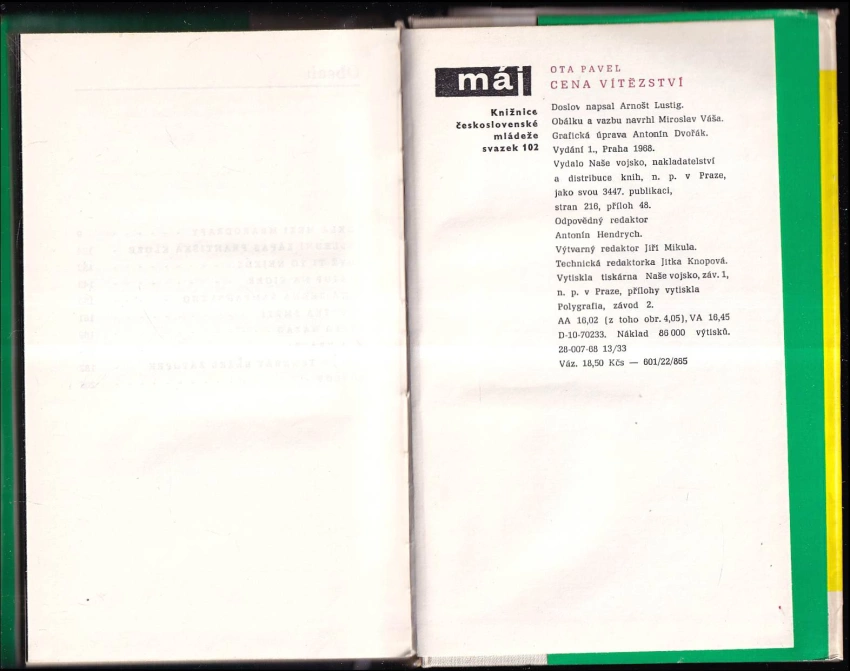 máj
Knižnice
československé
mládeže
svazek 102
OTA PAVEL
CENA VÍTĚZSTVÍ
Doslov napsal Arnošt Lustig.
Obálku a vazbu navrhl Miroslav Váša.
Grafická úprava Antonín Dvořák.
Vydání 1., Praha 1968.
Vydalo Naše vojsko, nakladatelství
a distribuce knih, n. p. v Praze,
jako svou 3447. publikaci,
stran 216, příloh 48.
Odpovědný redaktor
Antonín Hendrych.
Výtvarný redaktor Jiří Mikula.
Technická redaktorka Jitka Knopová.
Vytiskla tiskárna Naše vojsko, záv. 1,
n. p. v Praze, přílohy vytiskla
Polygrafia, závod 2.
AA 16,02 (z toho obr. 4,05), VA 16,45
D-10-70233. Náklad 86 000 výtisků.
28-007-68 13/33
Váz. 18,50 Kčs — 601/22/865